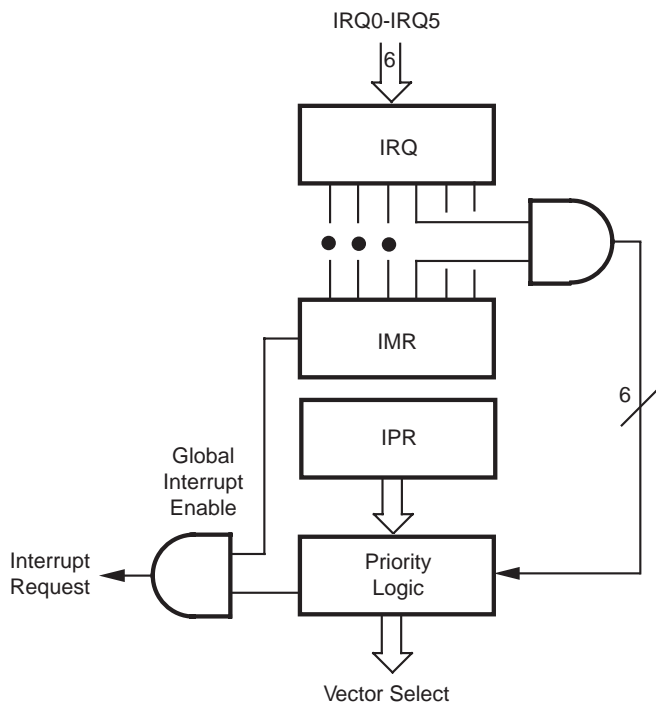 IRQ0-IRQ5
6
IRQ
IMR
6
IPR
Global
Interrupt
Enable
Interrupt
Request
Priority
Logic
Vector Select